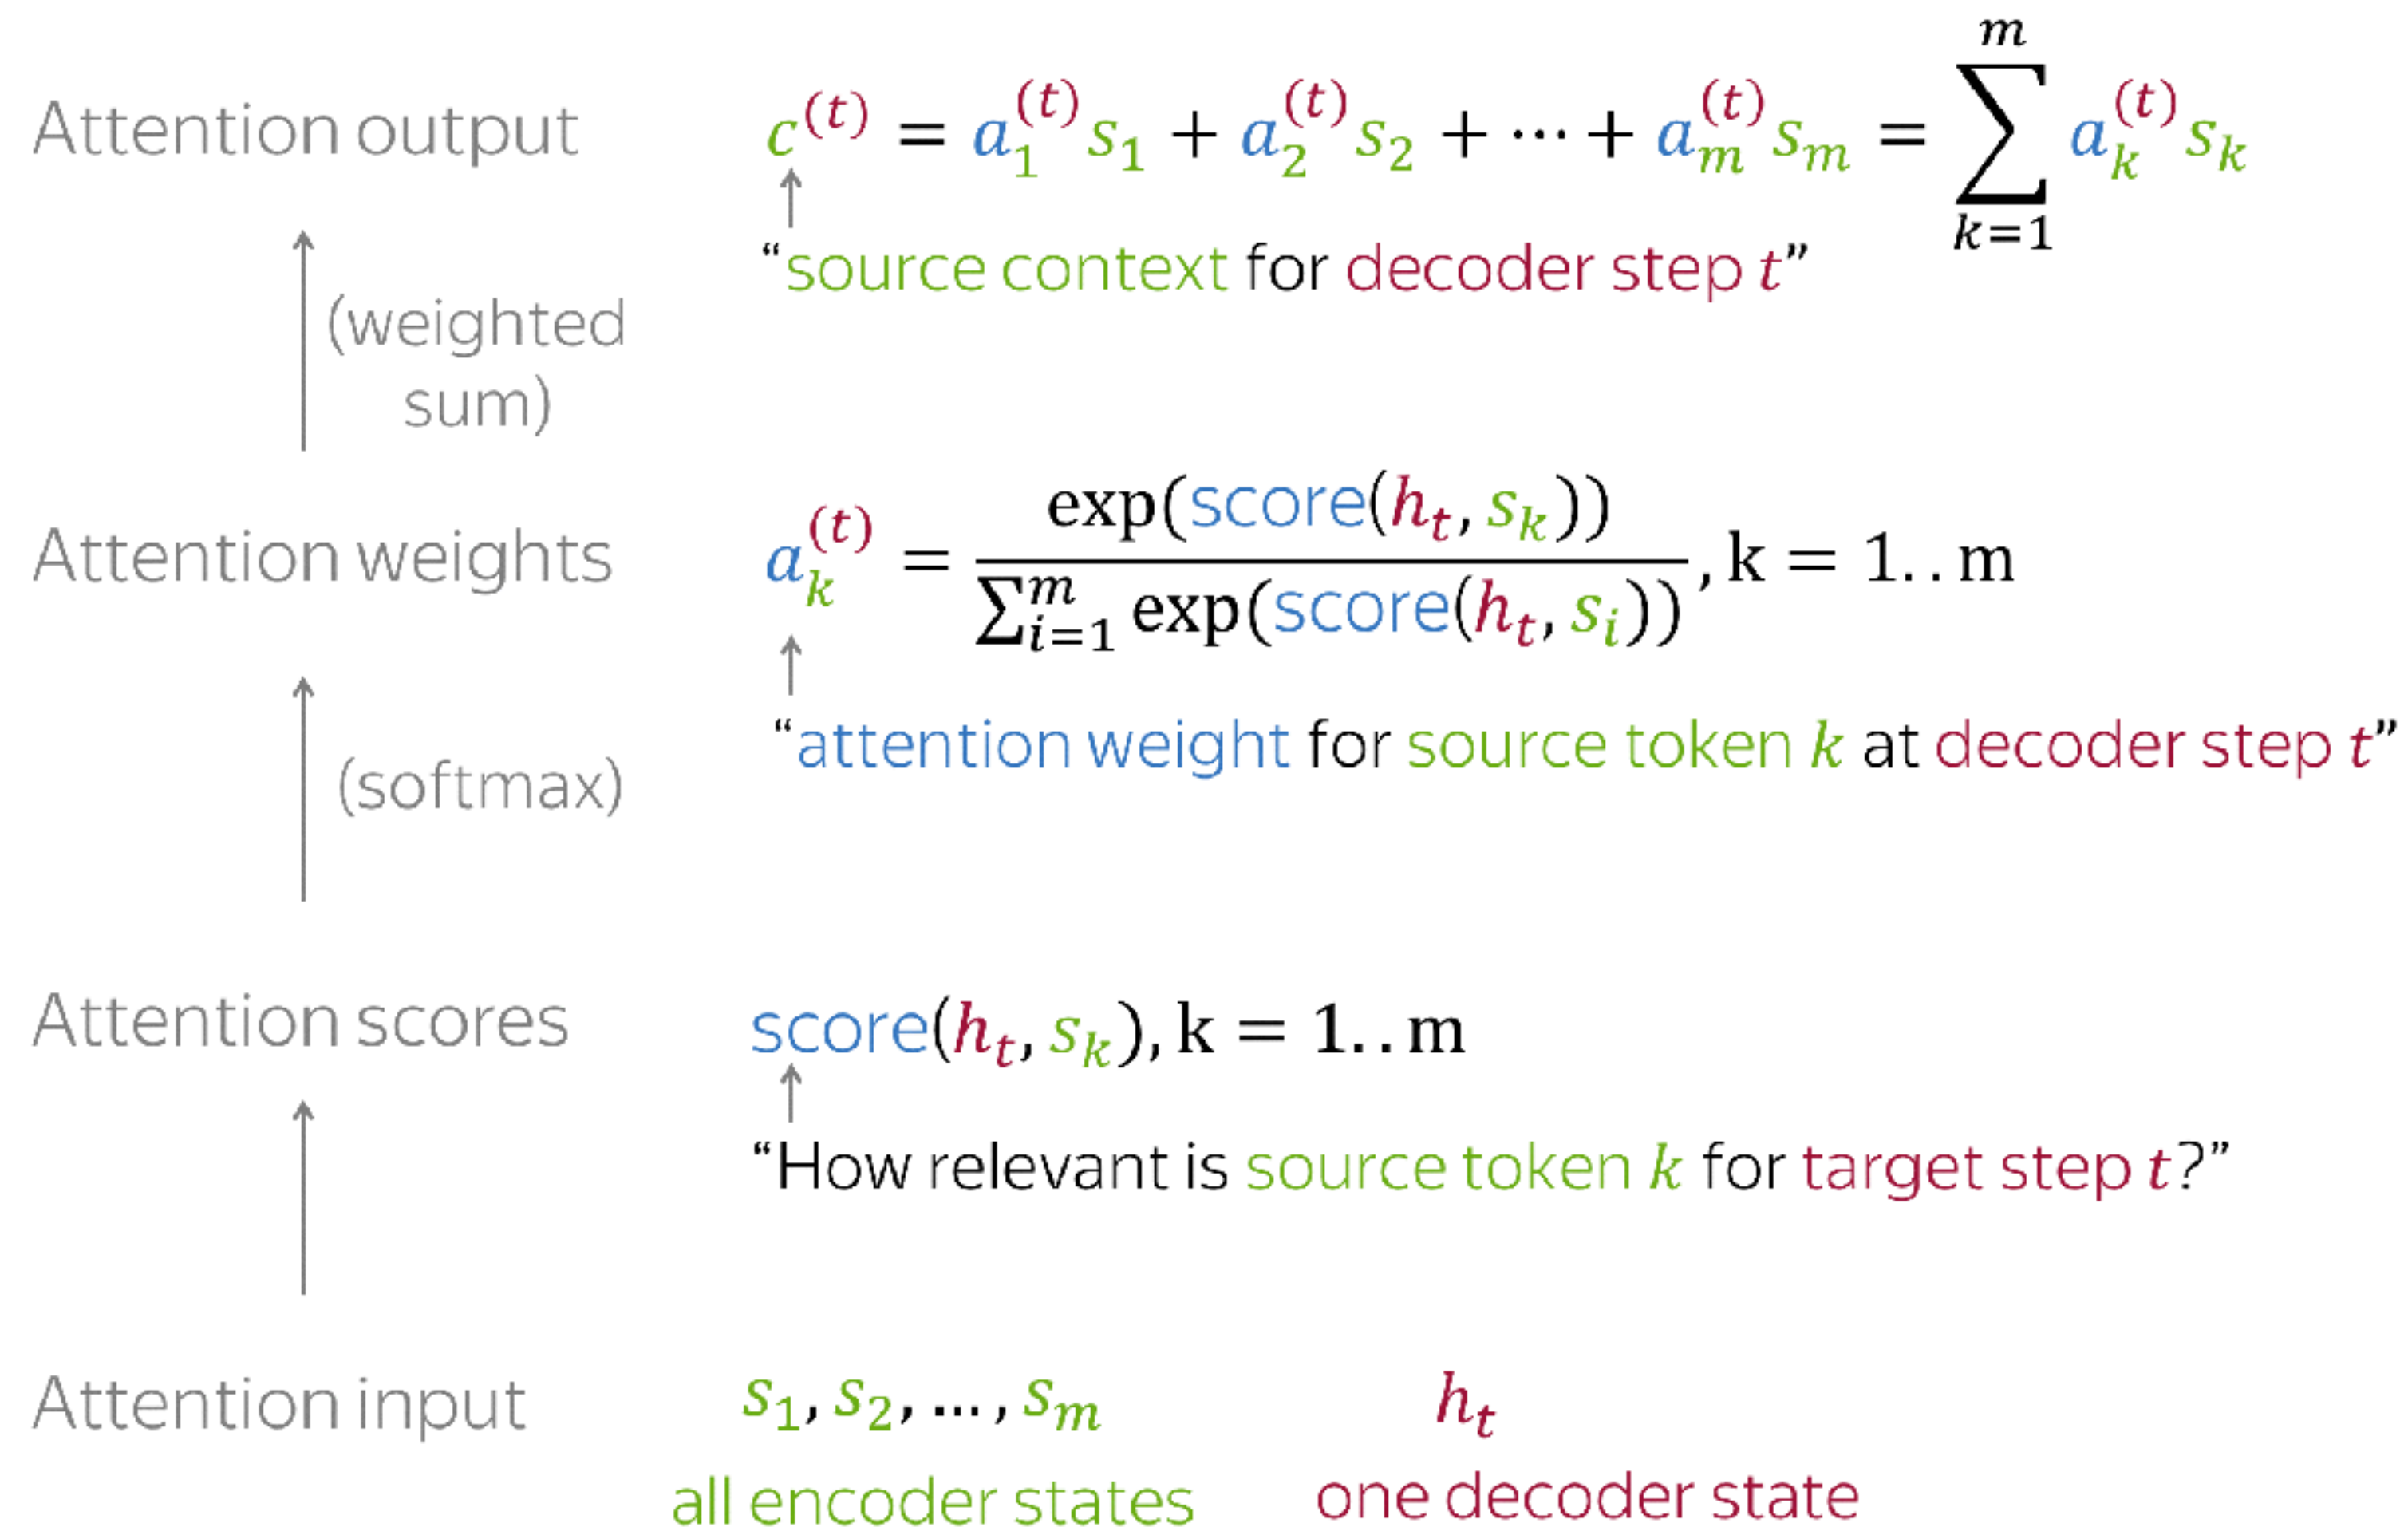 Attention output c^(t) = a_1^(t) s_1 + a_2^(t) s_2 + ⋯ + a_m^(t) s_m = ∑_{k=1}^{m} a_k^(t) s_k
“source context for decoder step t”
(weighted
sum)
Attention weights a_k^(t) = exp(score(h_t, s_k)) / ∑_{i=1}^{m} exp(score(h_t, s_i)), k = 1..m
“attention weight for source token k at decoder step t”
(softmax)
Attention scores score(h_t, s_k), k = 1..m
“How relevant is source token k for target step t?”
Attention input s_1, s_2, …, s_m h_t
all encoder states one decoder state